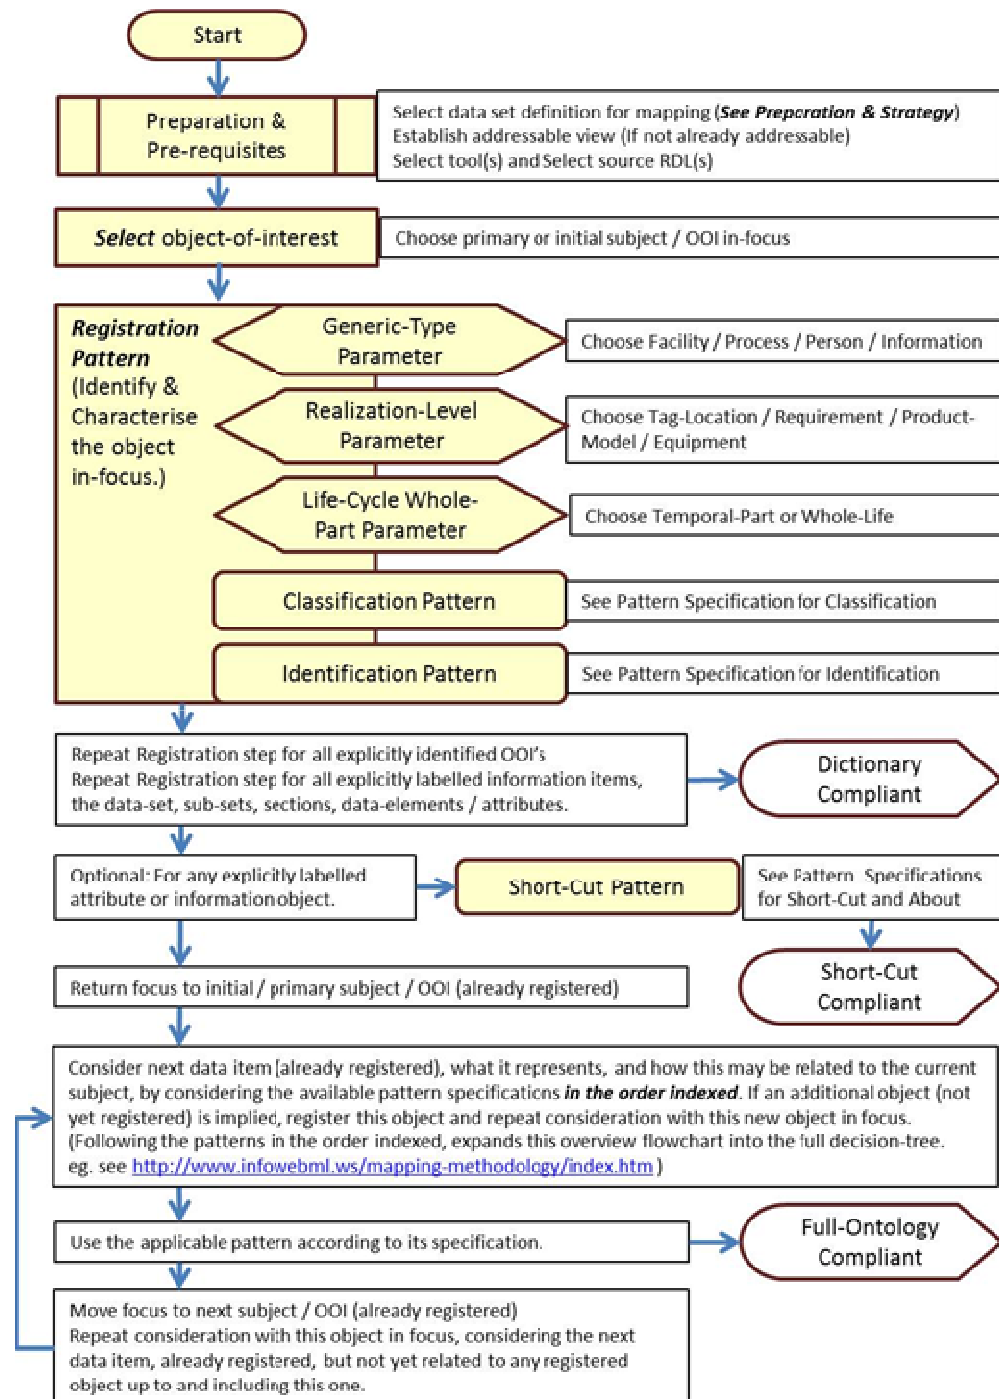 Start
Preparation &
Pre-requisites
Select data set definition for mapping (See Preparation & Strategy)
Establish addressable view (If not already addressable)
Select tool(s) and Select source RDL(s)
Select object-of-interest
Choose primary or initial subject / OOI in-focus
Registration
Pattern
(Identify &
Characterise
the object
in-focus.)
Generic-Type
Parameter
Choose Facility / Process / Person / Information
Realization-Level
Parameter
Choose Tag-Location / Requirement / Product-
Model / Equipment
Life-Cycle Whole-
Part Parameter
Choose Temporal-Part or Whole-Life
Classification Pattern
See Pattern Specification for Classification
Identification Pattern
See Pattern Specification for Identification
Repeat Registration step for all explicitly identified OOI's
Repeat Registration step for all explicitly labelled information items,
the data-set, sub-sets, sections, data-elements / attributes.
Dictionary
Compliant
Optional: For any explicitly labelled
attribute or information object.
Short-Cut Pattern
See Pattern Specifications
for Short-Cut and About
Short-Cut
Compliant
Return focus to initial / primary subject / OOI (already registered)
Consider next data item (already registered), what it represents, and how this may be related to the current
subject, by considering the available pattern specifications in the order indexed. If an additional object (not
yet registered) is implied, register this object and repeat consideration with this new object in focus.
(Following the patterns in the order indexed, expands this overview flowchart into the full decision-tree.
eg. see http://www.infowebml.ws/mapping-methodology/index.htm )
Use the applicable pattern according to its specification.
Full-Ontology
Compliant
Move focus to next subject / OOI (already registered)
Repeat consideration with this object in focus, considering the next
data item, already registered, but not yet related to any registered
object up to and including this one.